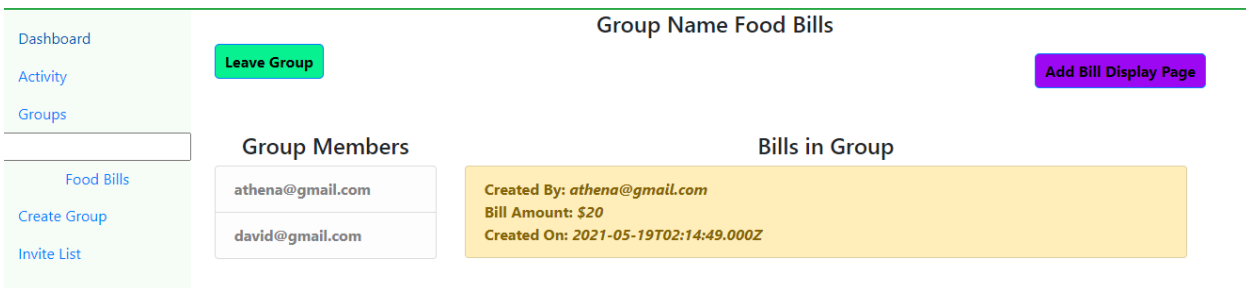 Group Name Food Bills
Dashboard
Activity
Groups
Food Bills
Create Group
Invite List
Leave Group
Add Bill Display Page
Group Members
athena@gmail.com
david@gmail.com
Bills in Group
Created By: athena@gmail.com
Bill Amount: $20
Created On: 2021-05-19T02:14:49.000Z